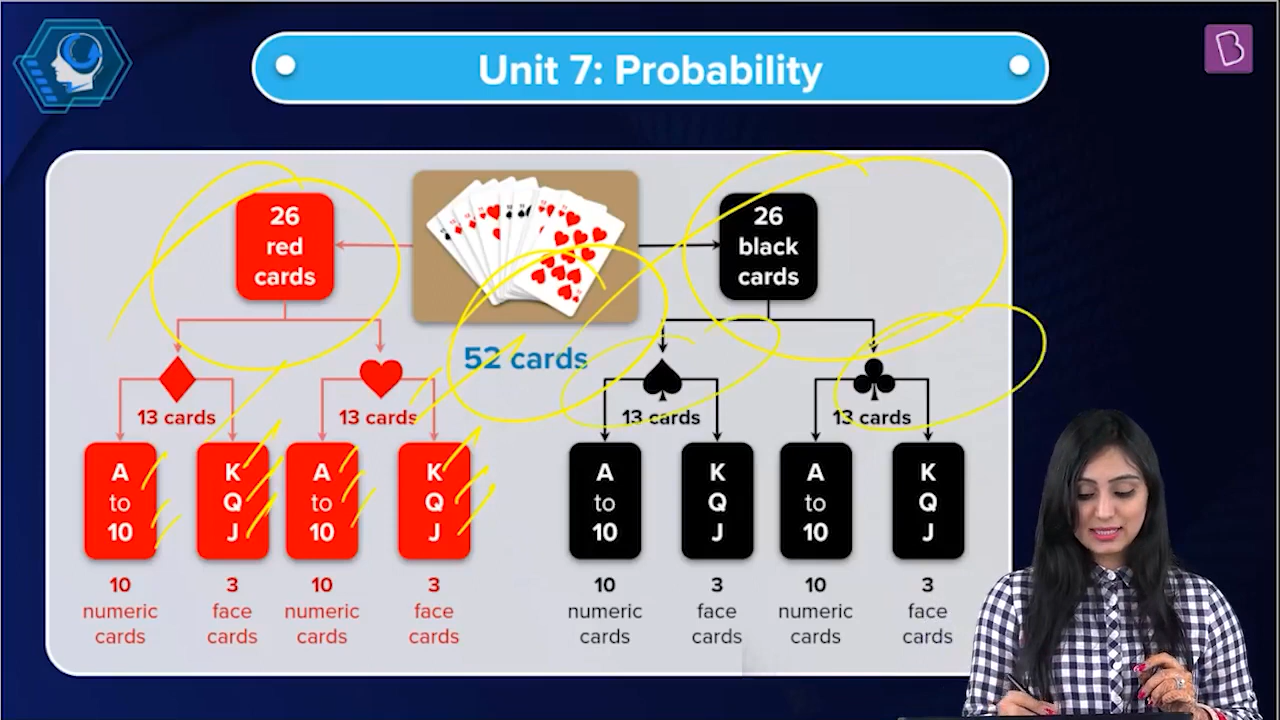 Unit 7: Probability
B
26
red
cards
26
black
cards
52 cards
13 cards
13 cards
13 cards
13 cards
A
to
10
K
Q
J
A
to
10
K
Q
J
A
to
10
K
Q
J
A
to
10
K
Q
J
10
numeric
cards
3
face
cards
10
numeric
cards
3
face
cards
10
numeric
cards
3
face
cards
10
numeric
cards
3
face
cards